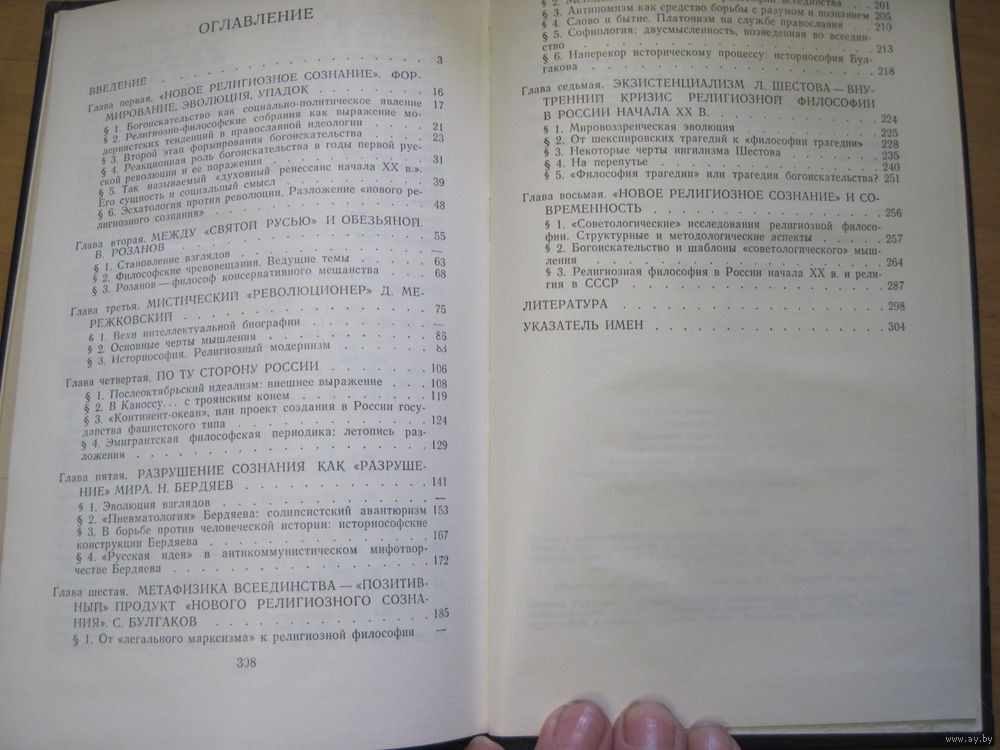 ОГЛАВЛЕНИЕ
ВВЕДЕНИЕ . . . 3
Глава первая. «НОВОЕ РЕЛИГИОЗНОЕ СОЗНАНИЕ». ФОР-
МИРОВАНИЕ, ЭВОЛЮЦИЯ, УПАДОК . . . 16
§ 1. Богоискательство как социально-политическое явление 17
§ 2. Религиозно-философские собрания как выражение мо-
дернистских тенденций в православной идеологии . . . 21
§ 3. Второй этап формирования богоискательства . . . 23
§ 4. Реакционная роль богоискательства в годы первой рус-
ской революции и ее поражения . . . 31
§ 5. Так называемый «духовный ренессанс начала XX в.».
Его сущность и социальный смысл . . . 39
§ 6. Эсхатология против революции. Разложение «нового ре-
лигиозного сознания» . . . 48
Глава вторая. МЕЖДУ «СВЯТОЙ РУСЬЮ» И ОБЕЗЬЯНОЙ.
В. РОЗАНОВ . . . 55
§ 1. Становление взглядов . . . —
§ 2. Философские чревовещания. Ведущие темы . . . 63
§ 3. Розанов — философ консервативного мещанства . . . 68
Глава третья. МИСТИЧЕСКИЙ «РЕВОЛЮЦИОНЕР» Д. МЕ-
РЕЖКОВСКИЙ . . . 75
§ 1. Вехи интеллектуальной биографии . . . —
§ 2. Основные черты мышления . . .
§ 3. Историософия. Религиозный модернизм . . .
Глава четвертая. ПО ТУ СТОРОНУ РОССИИ . . . 106
§ 1. Послеоктябрьский идеализм: внешнее выражение . . . 108
§ 2. В Каноссу... с троянским конем . . . 119
§ 3. «Континент-океан», или проект создания в России госу-
дарства фашистского типа . . . 124
§ 4. Эмигрантская философская периодика: летопись раз-
ложения . . . 129
Глава пятая. РАЗРУШЕНИЕ СОЗНАНИЯ КАК «РАЗРУШЕ-
НИЕ» МИРА. Н. БЕРДЯЕВ . . . 141
§ 1. Эволюция взглядов . . . —
§ 2. «Пневматология» Бердяева: солипсистский авантюризм 153
§ 3. В борьбе против человеческой истории: историософские
конструкции Бердяева . . . 167
§ 4. «Русская идея» в антикоммунистическом мифотвор-
честве Бердяева . . . 172
Глава шестая. МЕТАФИЗИКА ВСЕЕДИНСТВА — «ПОЗИТИВ-
НЫЙ» ПРОДУКТ «НОВОГО РЕЛИГИОЗНОГО СОЗНА-
НИЯ». С. БУЛГАКОВ . . . 185
§ 1. От «легального марксизма» к религиозной философии —
308
§ 2. всеединства . . . 201
§ 3. Антиномизм как средство борьбы с разумом и познанием 205
§ 4. Слово и бытие. Платонизм на службе православия . 210
§ 5. Софиология: двусмысленность, возведенная во всеедин-
ство . . . 213
§ 6. Наперекор историческому процессу: историософия Бул-
гакова . . . 218
Глава седьмая. ЭКЗИСТЕНЦИАЛИЗМ Л. ШЕСТОВА — ВНУ-
ТРЕННИЙ КРИЗИС РЕЛИГИОЗНОЙ ФИЛОСОФИИ
В РОССИИ НАЧАЛА XX В. . . . 224
§ 1. Мировоззренческая эволюция . . . 225
§ 2. От шекспировских трагедий к «философии трагедии» 228
§ 3. Некоторые черты нигилизма Шестова . . . 235
§ 4. На перепутье . . . 240
§ 5. «Философия трагедии» или трагедия богоискательства? 251
Глава восьмая. «НОВОЕ РЕЛИГИОЗНОЕ СОЗНАНИЕ» И СО-
ВРЕМЕННОСТЬ . . . 256
§ 1. «Советологические» исследования религиозной филосо-
фии. Структурные и методологические аспекты . . . 257
§ 2. Богоискательство и шаблоны «советологического» мыш-
ления . . . 264
§ 3. Религиозная философия в России начала XX в. и рели-
гия в СССР . . . 287
ЛИТЕРАТУРА . . . 298
УКАЗАТЕЛЬ ИМЕН . . . 304
www.ay.by